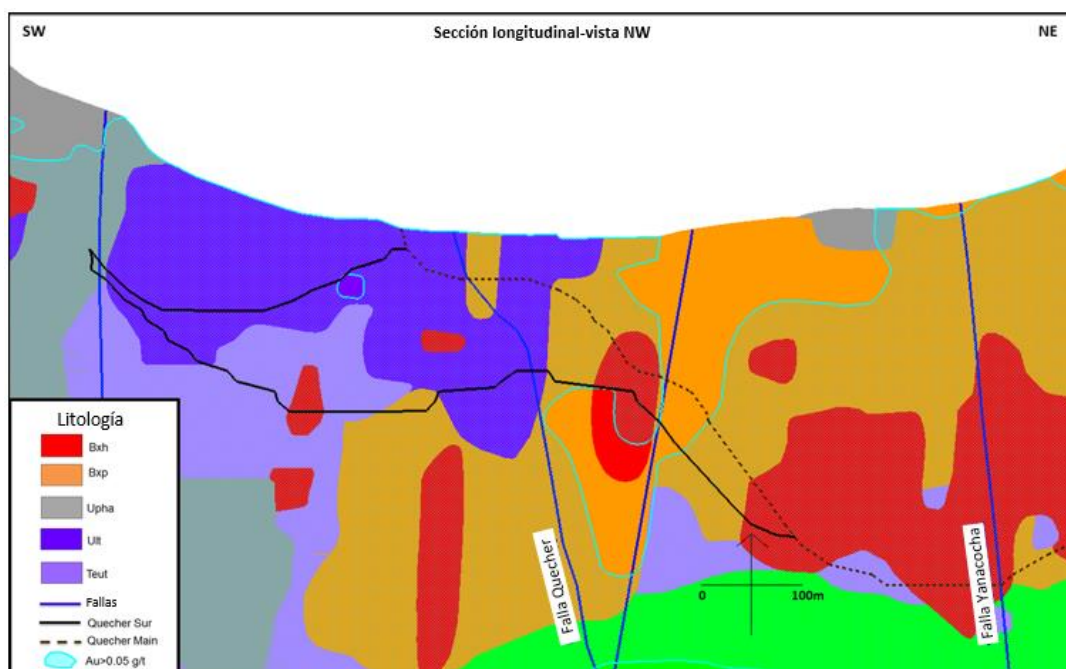 SW
Sección longitudinal-vista NW
NE
Litología
Bxh
Bxp
Upha
Ult
Teut
Fallas
Quecher Sur
Quecher Main
Au>0.05 g/t
Falla Quecher
0
100m
Falla Yanacocha